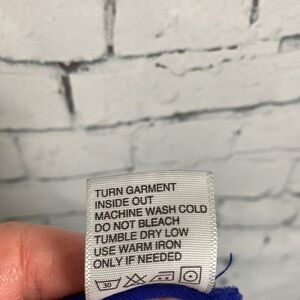 TURN GARMENT
INSIDE OUT
MACHINE WASH COLD
DO NOT BLEACH
TUMBLE DRY LOW
USE WARM IRON
ONLY IF NEEDED
30